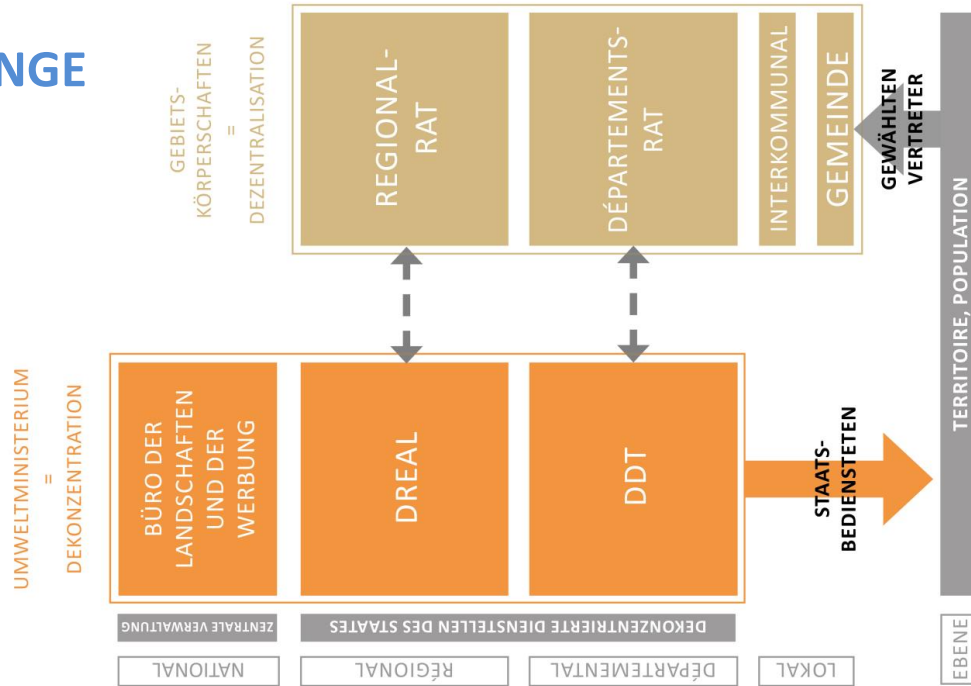 NGE
UMWELTMINISTERIUM
=
DEKONZENTRATION
GEBIETS-
KÖRPERSCHAFTEN
=
DEZENTRALISATION
NATIONAL
ZENTRALE VERWALTUNG
BÜRO DER
LANDSCHAFTEN
UND DER
WERBUNG
RÉGIONAL
DEKONZENTRIERTE DIENSTELLEN DES STAATES
DREAL
REGIONAL-
RAT
DÉPARTEMENTAL
DDT
DÉPARTEMENTS-
RAT
LOKAL
INTERKOMMUNAL
GEMEINDE
STAATS-
BEDIENSTETEN
GEWÄHLTEN
VERTRETER
EBENE
TERRITOIRE, POPULATION